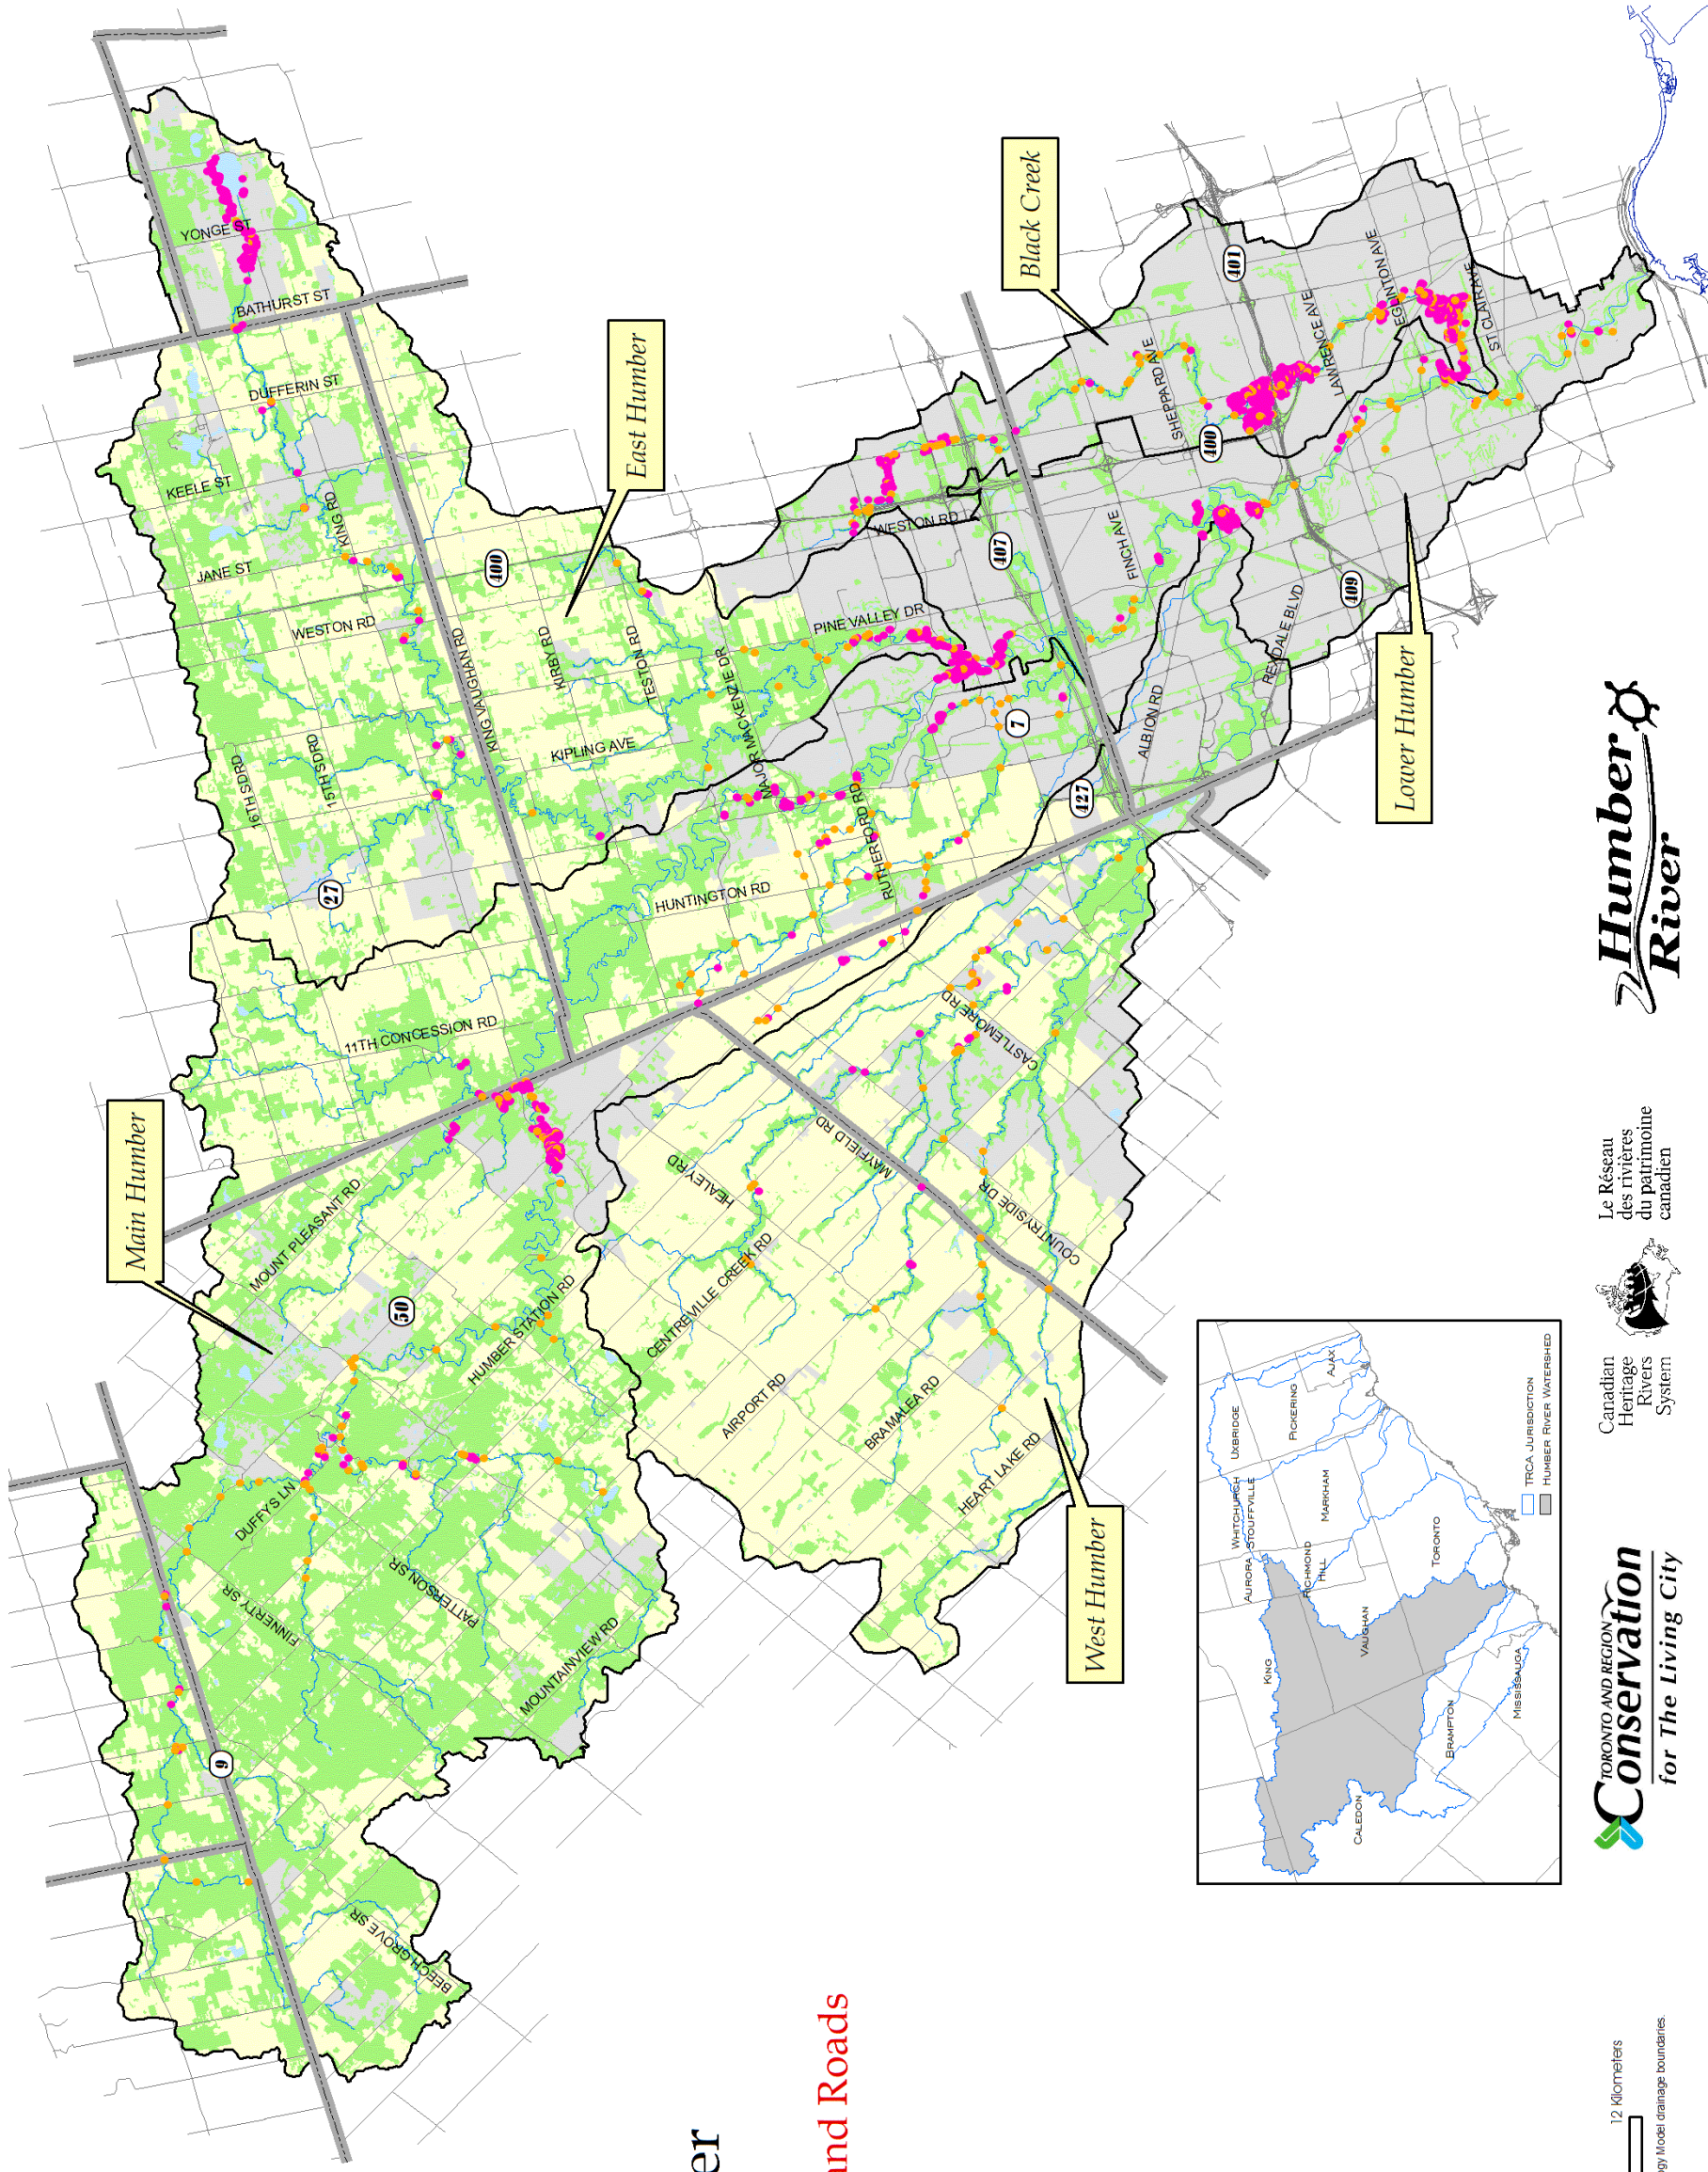 er
and Roads
Main Humber
East Humber
Black Creek
West Humber
Lower Humber
YONGE ST
BATHURST ST
DUFFERIN ST
KEELE ST
KING RD
JANE ST
WESTON RD
16TH SDRD
15TH SDRD
27
KING VAUGHAN RD
400
KIRBY RD
TESTON RD
KIPLING AVE
MAJOR MACKENZIE DR
PINE VALLEY DR
WESTON RD
407
7
427
RUTHERFORD RD
HUNTINGTON RD
11TH CONCESSION RD
MOUNT PLEASANT RD
50
HUMBER STATION RD
DUFFYS LN
FINNERTY SR
PATTERSON SR
MOUNTAINVIEW RD
9
BEECH GROVE SR
HEALEY RD
CENTREVILLE CREEK RD
AIRPORT RD
BRAMALEA RD
HEART LAKE RD
MAYFIELD RD
COUNTRYSIDE DR
CASTLEMORE RD
ALBION RD
FINCH AVE
SHEPPARD AVE
400
401
LAWRENCE AVE
EGLINTON AVE
ST CLAIR AVE
409
REXDALE BLVD
CALEDON
KING
AURORA
WHITCHURCH
STOUFFVILLE
UXBRIDGE
RICHMOND
HILL
MARKHAM
PICKERING
AJAX
VAUGHAN
TORONTO
BRAMPTON
MISSISSAUGA
TRCA JURISDICTION
HUMBER RIVER WATERSHED
12 Kilometers
ogy Model drainage boundaries.
TORONTO AND REGION
Conservation
for The Living City
Canadian
Heritage
Rivers
System
Le Réseau
des rivières
du patrimoine
canadien
Humber
River